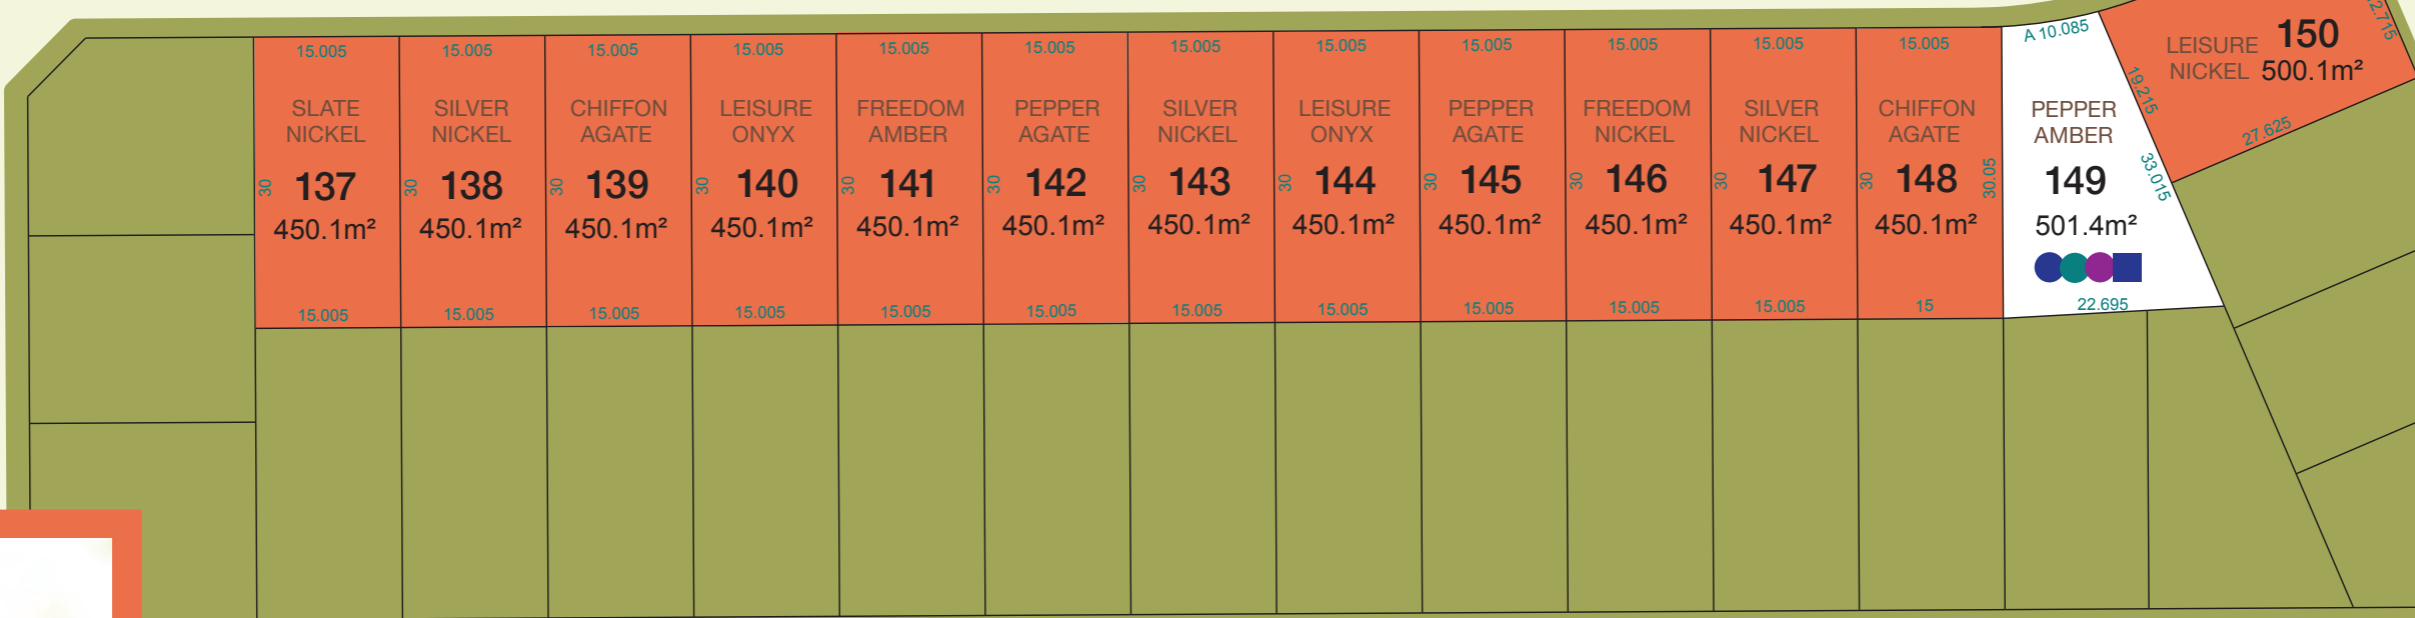 15.005
SLATE
NICKEL
30
137
450.1m²
15.005
15.005
SILVER
NICKEL
30
138
450.1m²
15.005
15.005
CHIFFON
AGATE
30
139
450.1m²
15.005
15.005
LEISURE
ONYX
30
140
450.1m²
15.005
15.005
FREEDOM
AMBER
30
141
450.1m²
15.005
15.005
PEPPER
AGATE
30
142
450.1m²
15.005
15.005
SILVER
NICKEL
30
143
450.1m²
15.005
15.005
LEISURE
ONYX
30
144
450.1m²
15.005
15.005
PEPPER
AGATE
30
145
450.1m²
15.005
15.005
FREEDOM
NICKEL
30
146
450.1m²
15.005
15.005
SILVER
NICKEL
30
147
450.1m²
15.005
15.005
CHIFFON
AGATE
30
148
30.05
450.1m²
15
A 10.085
PEPPER
AMBER
149
501.4m²
33.015
22.695
LEISURE
NICKEL
150
500.1m²
19.215
27.625